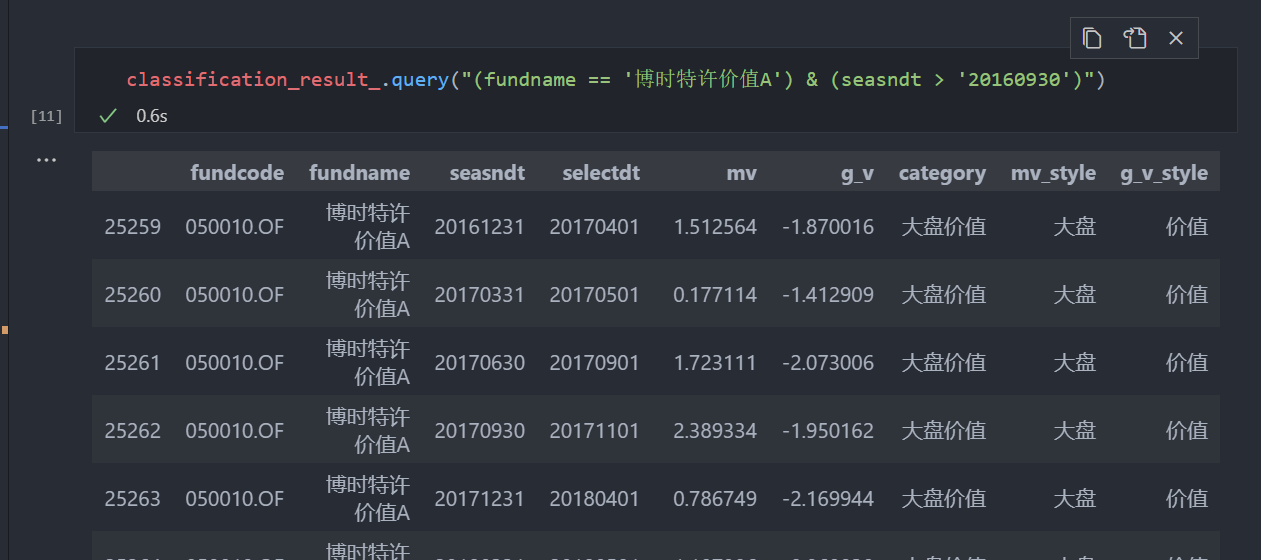 classification_result_.query("(fundname == '博时特许价值A') & (seasndt > '20160930')")
[11] 0.6s
...
fundcode fundname seasndt selectdt mv g_v category mv_style g_v_style
博时特许
25259 050010.OF 价值A 20161231 20170401 1.512564 -1.870016 大盘价值 大盘 价值
博时特许
25260 050010.OF 价值A 20170331 20170501 0.177114 -1.412909 大盘价值 大盘 价值
博时特许
25261 050010.OF 价值A 20170630 20170901 1.723111 -2.073006 大盘价值 大盘 价值
博时特许
25262 050010.OF 价值A 20170930 20171101 2.389334 -1.950162 大盘价值 大盘 价值
博时特许
25263 050010.OF 价值A 20171231 20180401 0.786749 -2.169944 大盘价值 大盘 价值
博时特许